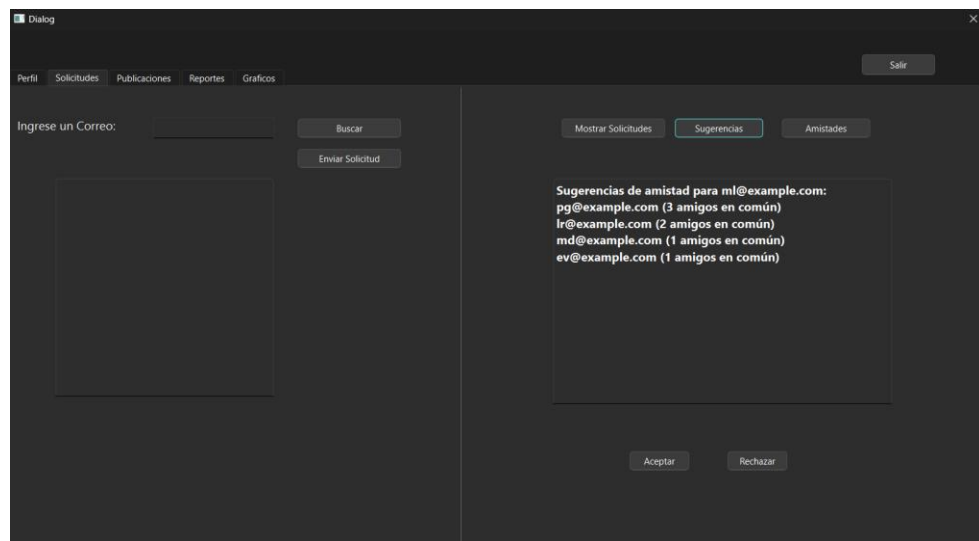 Dialog
Salir
Perfil Solicitudes Publicaciones Reportes Graficos
Ingrese un Correo:
Buscar
Enviar Solicitud
Mostrar Solicitudes Sugerencias Amistades
Sugerencias de amistad para ml@example.com:
pg@example.com (3 amigos en común)
lr@example.com (2 amigos en común)
md@example.com (1 amigos en común)
ev@example.com (1 amigos en común)
Aceptar Rechazar